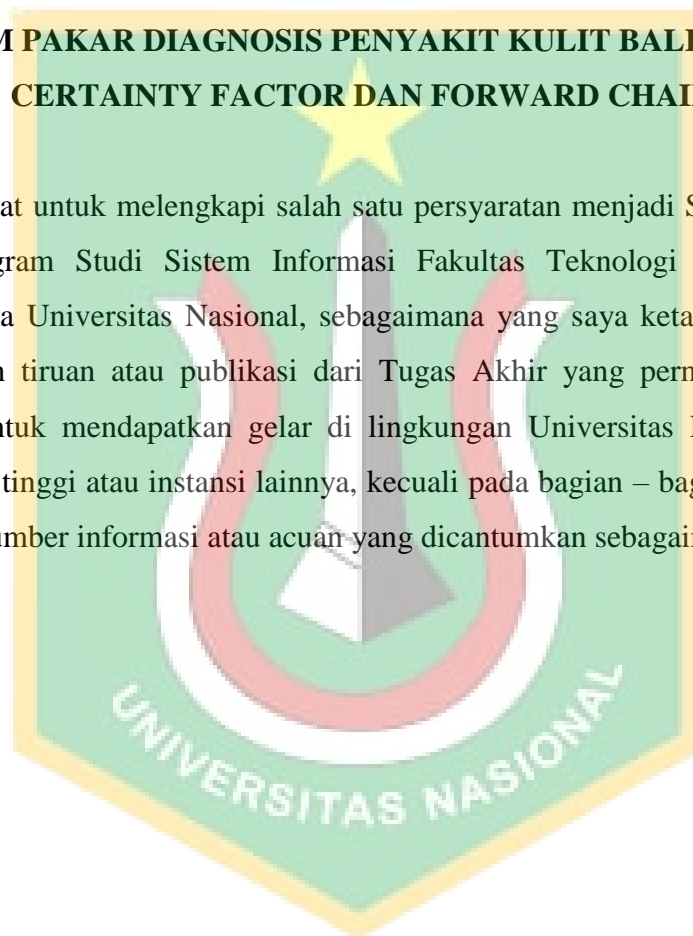 M PAKAR DIAGNOSIS PENYAKIT KULIT BAL
CERTAINTY FACTOR DAN FORWARD CHAI
at untuk melengkapi salah satu persyaratan menjadi S
gram Studi Sistem Informasi Fakultas Teknologi
a Universitas Nasional, sebagaimana yang saya keta
n tiruan atau publikasi dari Tugas Akhir yang pern
tuk mendapatkan gelar di lingkungan Universitas
tinggi atau instansi lainnya, kecuali pada bagian – bag
umber informasi atau acuan yang dicantumkan sebagai
UNIVERSITAS NASIONAL